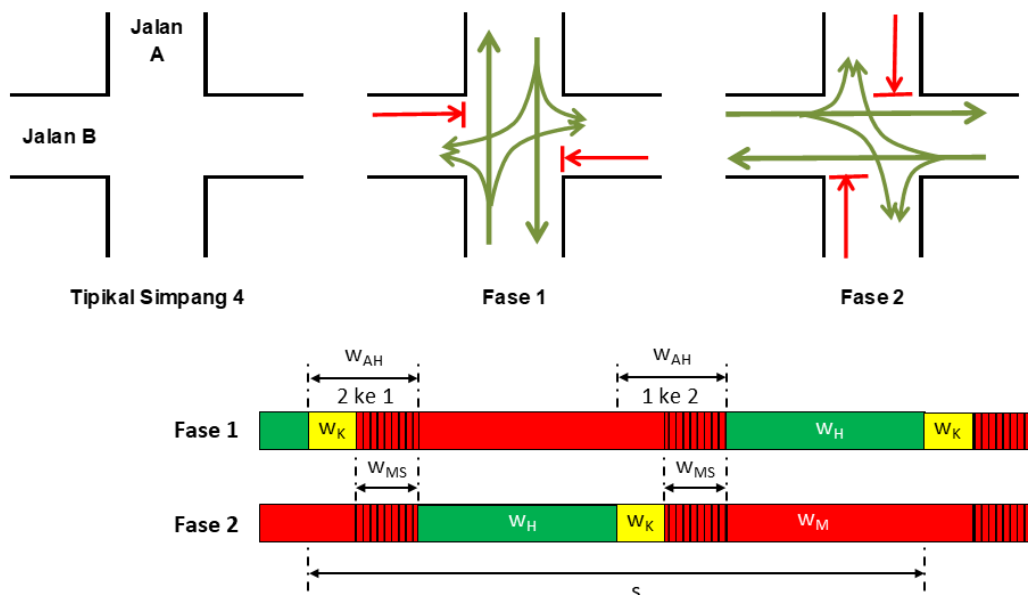 Jalan
A
Jalan B
Tipikal Simpang 4
Fase 1
Fase 2
WAH
WAH
2 ke 1
1 ke 2
Fase 1
WK
WH
WK
WMS
WMS
Fase 2
WH
WK
WM
s